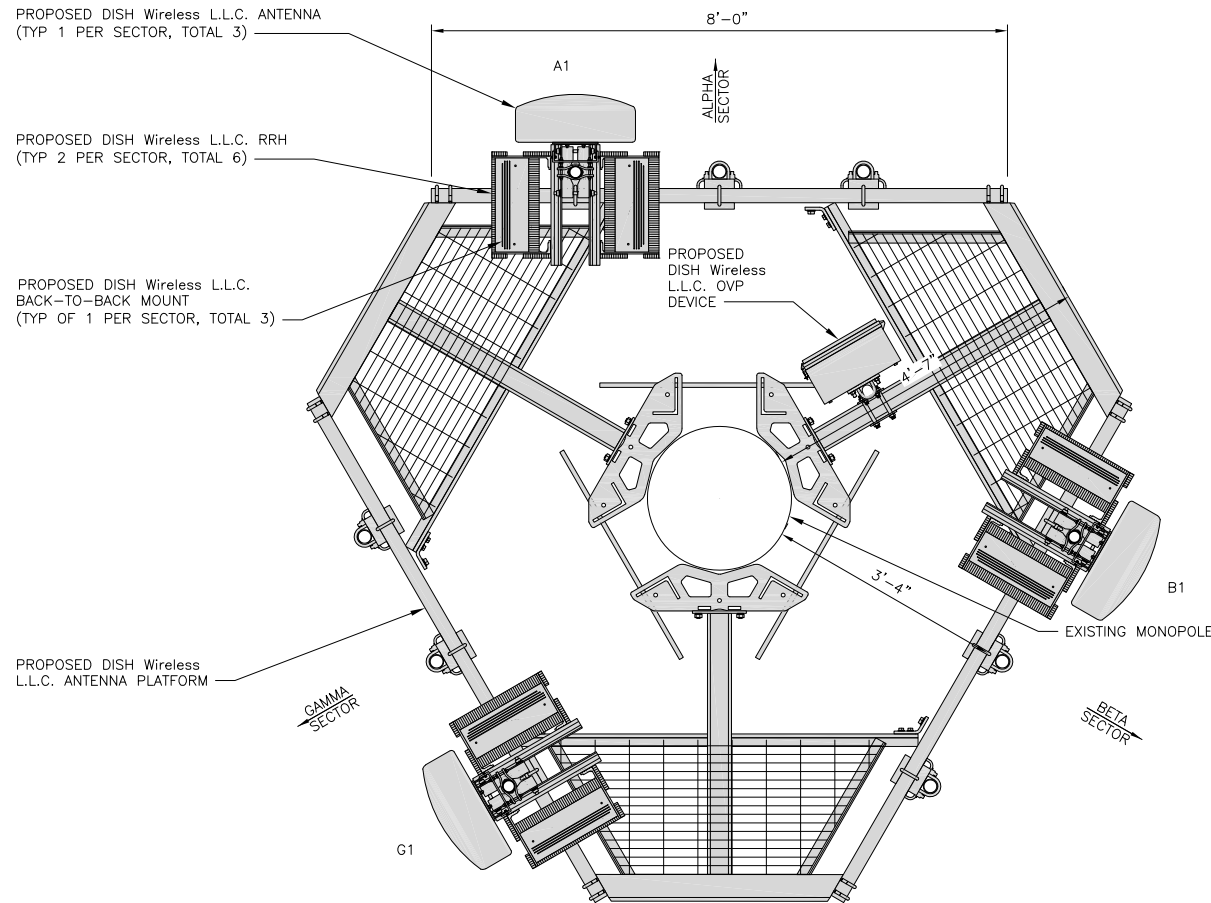 PROPOSED DISH Wireless L.L.C. ANTENNA
(TYP 1 PER SECTOR, TOTAL 3)
8'-0"
A1
ALPHA
SECTOR
PROPOSED DISH Wireless L.L.C. RRH
(TYP 2 PER SECTOR, TOTAL 6)
PROPOSED
DISH Wireless
L.L.C. OVP
DEVICE
PROPOSED DISH Wireless L.L.C.
BACK-TO-BACK MOUNT
(TYP OF 1 PER SECTOR, TOTAL 3)
4'-7"
3'-4"
B1
EXISTING MONOPOLE
PROPOSED DISH Wireless
L.L.C. ANTENNA PLATFORM
GAMMA
SECTOR
BETA
SECTOR
G1